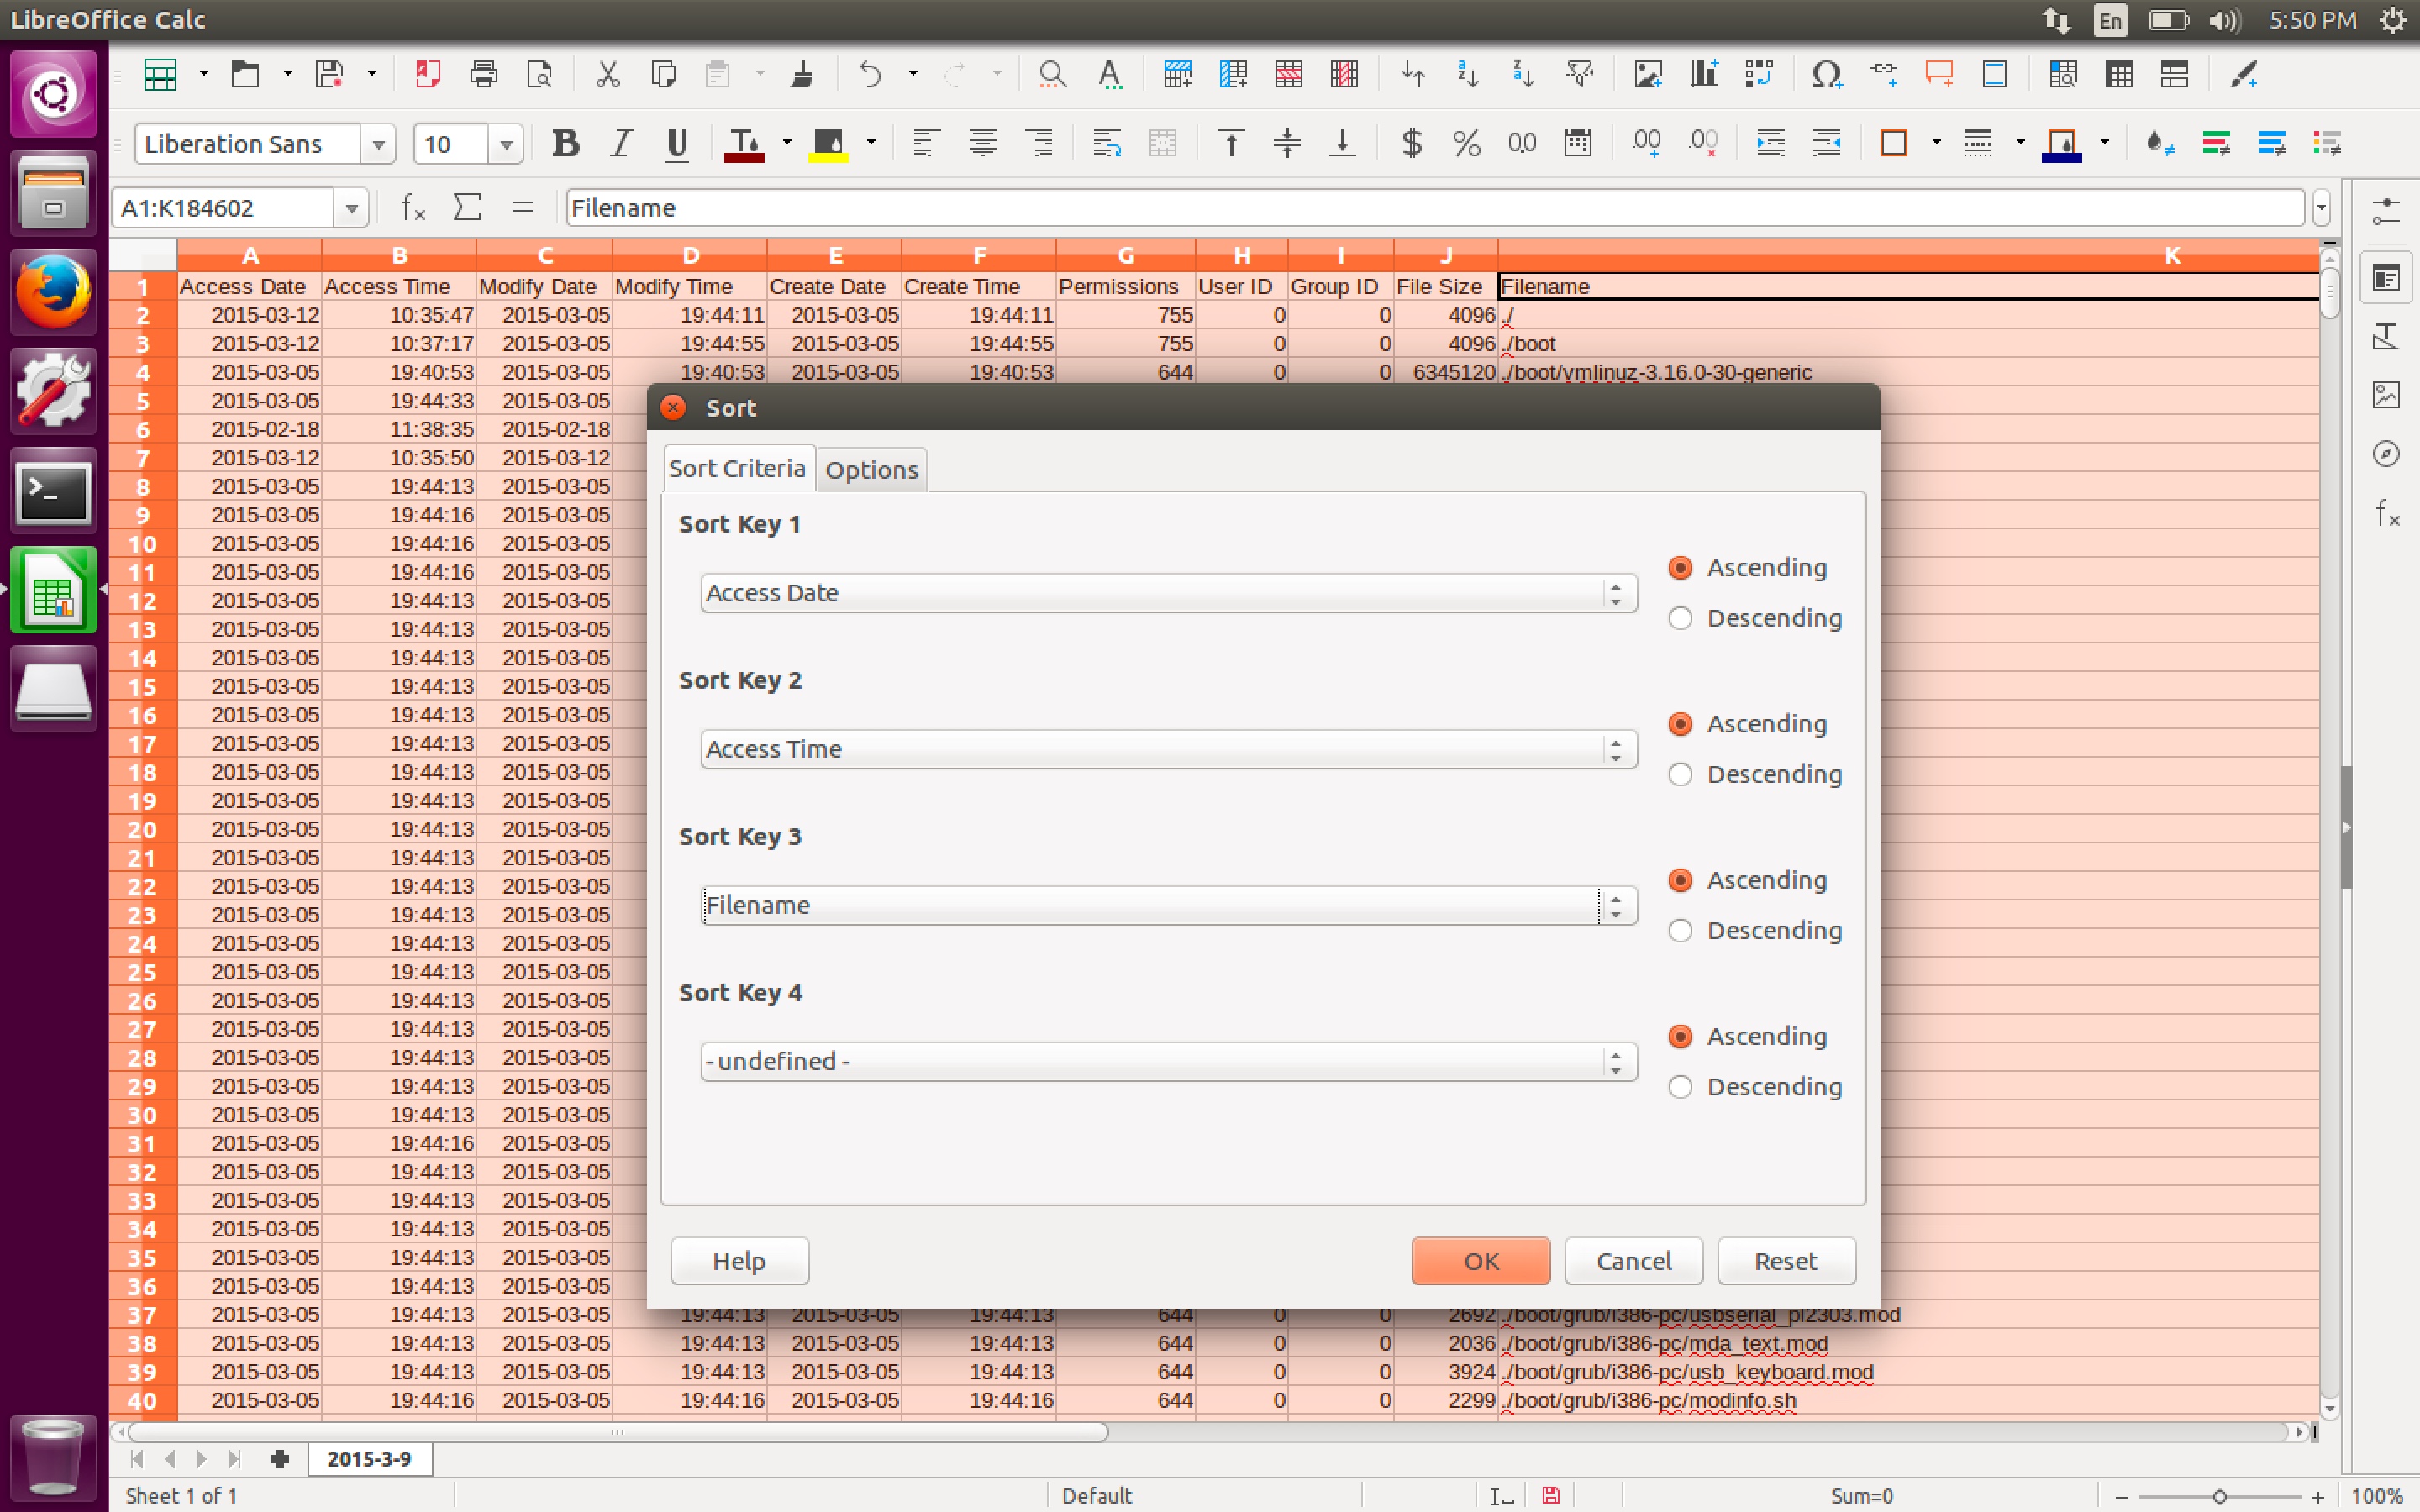 LibreOffice Calc
En
5:50 PM
Liberation Sans
10
A1:K184602
Filename
A B C D E F G H I J K
1 Access Date Access Time Modify Date Modify Time Create Date Create Time Permissions User ID Group ID File Size Filename
2 2015-03-12 10:35:47 2015-03-05 19:44:11 2015-03-05 19:44:11 755 0 0 4096 ./
3 2015-03-12 10:37:17 2015-03-05 19:44:55 2015-03-05 19:44:55 755 0 0 4096 ./boot
4 2015-03-05 19:40:53 2015-03-05 19:40:53 2015-03-05 19:40:53 644 0 0 6345120 ./boot/vmlinuz-3.16.0-30-generic
5 2015-03-05 19:44:33 2015-03-05
6 2015-02-18 11:38:35 2015-02-18
7 2015-03-12 10:35:50 2015-03-12
8 2015-03-05 19:44:13 2015-03-05
9 2015-03-05 19:44:16 2015-03-05
10 2015-03-05 19:44:16 2015-03-05
11 2015-03-05 19:44:16 2015-03-05
12 2015-03-05 19:44:13 2015-03-05
13 2015-03-05 19:44:13 2015-03-05
14 2015-03-05 19:44:13 2015-03-05
15 2015-03-05 19:44:13 2015-03-05
16 2015-03-05 19:44:13 2015-03-05
17 2015-03-05 19:44:13 2015-03-05
18 2015-03-05 19:44:13 2015-03-05
19 2015-03-05 19:44:13 2015-03-05
20 2015-03-05 19:44:13 2015-03-05
21 2015-03-05 19:44:13 2015-03-05
22 2015-03-05 19:44:13 2015-03-05
23 2015-03-05 19:44:13 2015-03-05
24 2015-03-05 19:44:13 2015-03-05
25 2015-03-05 19:44:13 2015-03-05
26 2015-03-05 19:44:13 2015-03-05
27 2015-03-05 19:44:13 2015-03-05
28 2015-03-05 19:44:13 2015-03-05
29 2015-03-05 19:44:13 2015-03-05
30 2015-03-05 19:44:13 2015-03-05
31 2015-03-05 19:44:16 2015-03-05
32 2015-03-05 19:44:13 2015-03-05
33 2015-03-05 19:44:13 2015-03-05
34 2015-03-05 19:44:13 2015-03-05
35 2015-03-05 19:44:13 2015-03-05
36 2015-03-05 19:44:13 2015-03-05
37 2015-03-05 19:44:13 2015-03-05 19:44:13 2015-03-05 19:44:13 644 0 0 2692 ./boot/grub/i386-pc/usbserial_pl2303.mod
38 2015-03-05 19:44:13 2015-03-05 19:44:13 2015-03-05 19:44:13 644 0 0 2036 ./boot/grub/i386-pc/mda_text.mod
39 2015-03-05 19:44:13 2015-03-05 19:44:13 2015-03-05 19:44:13 644 0 0 3924 ./boot/grub/i386-pc/usb_keyboard.mod
40 2015-03-05 19:44:16 2015-03-05 19:44:16 2015-03-05 19:44:16 644 0 0 2299 ./boot/grub/i386-pc/modinfo.sh
Sort
Sort Criteria
Options
Sort Key 1
Access Date
Ascending
Descending
Sort Key 2
Access Time
Ascending
Descending
Sort Key 3
Filename
Ascending
Descending
Sort Key 4
- undefined -
Ascending
Descending
Help
OK
Cancel
Reset
2015-3-9
Sheet 1 of 1
Default
Sum=0
100%